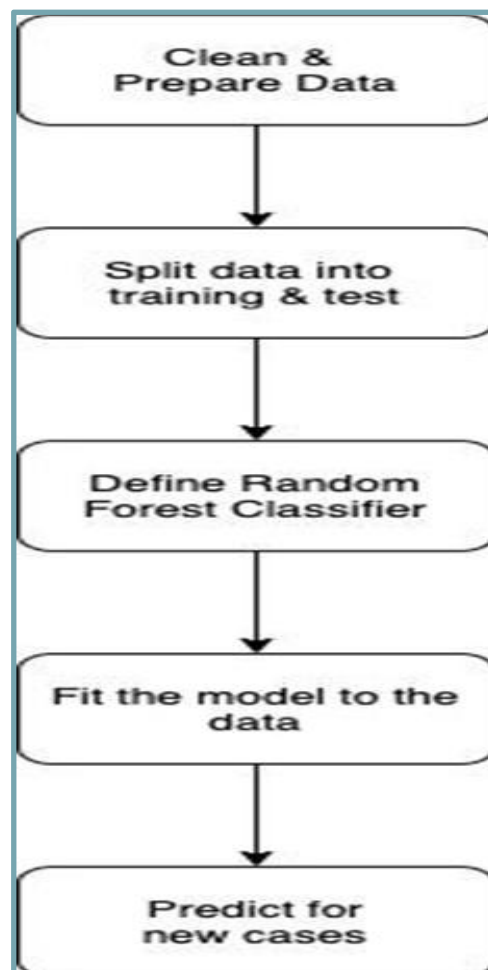 Clean &
Prepare Data
Split data into
training & test
Define Random
Forest Classifier
Fit the model to the
data
Predict for
new cases